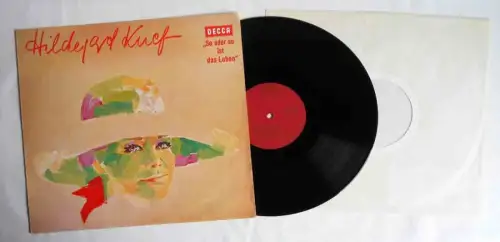 Hildegard Knef
DECCA
„So oder so
ist
das Leben"